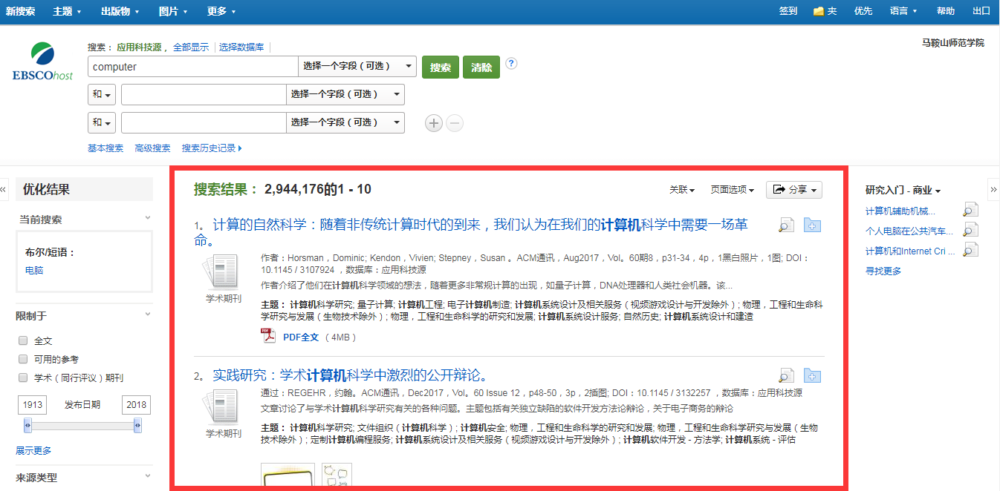 新搜索 主题 出版物 图片 更多 签到 夹 优先 语言 帮助 出口
马鞍山师范学院
EBSCOhost
搜索： 应用科技源， 全部显示 选择数据库
computer 选择一个字段（可选） 搜索 清除 ?
和 选择一个字段（可选）
和 选择一个字段（可选）
基本搜索 高级搜索 搜索历史记录
«
优化结果
当前搜索
布尔/短语：
电脑
限制于
全文
可用的参考
学术（同行评议）期刊
1913 发布日期 2018
展示更多
来源类型
搜索结果： 2,944,176的1 - 10 关联 页面选项 分享
1。 计算的自然科学：随着非传统计算时代的到来，我们认为在我们的计算机科学中需要一场革
命。
作者：Horsman，Dominic; Kendon，Vivien; Stepney，Susan 。ACM通讯，Aug2017，Vol。60期8，p31-34，4p，1黑白照片，1图; DOI：
10.1145 / 3107924 ，数据库：应用科技源
作者介绍了他们在计算机科学领域的想法，随着更多非常规计算的出现，如量子计算，DNA处理器和人类社会机器。该...
学术期刊
主题： 计算机科学研究; 量子计算; 计算机工程; 电子计算机制造; 计算机系统设计及相关服务（视频游戏设计与开发除外）; 物理，工程和生命科
学研究与发展（生物技术除外）; 物理，工程和生命科学的研究和发展; 计算机系统设计服务; 自然历史; 计算机系统设计和建造
PDF全文 （4MB）
2。 实践研究：学术计算机科学中激烈的公开辩论。
通过：REGEHR，约翰。ACM通讯，Dec2017，Vol。60 Issue 12，p48-50，3p，2插图; DOI：10.1145 / 3132257 ，数据库：应用科技源
文章讨论了与学术计算机科学研究有关的各种问题。主题包括有关独立缺陷的软件开发方法论辩论，关于电子商务的辩论
学术期刊
主题： 计算机科学研究; 文件组织（计算机科学）; 计算机安全; 物理，工程和生命科学的研究和发展; 物理，工程和生命科学研究与发展（生物
技术除外）; 定制计算机编程服务; 计算机系统设计及相关服务（视频游戏设计与开发除外）; 计算机软件开发 - 方法学; 计算机系统 - 评估
研究入门 - 商业
»
计算机辅助机械...
个人电脑在公共汽车...
计算机和Internet Cri ...
寻找更多